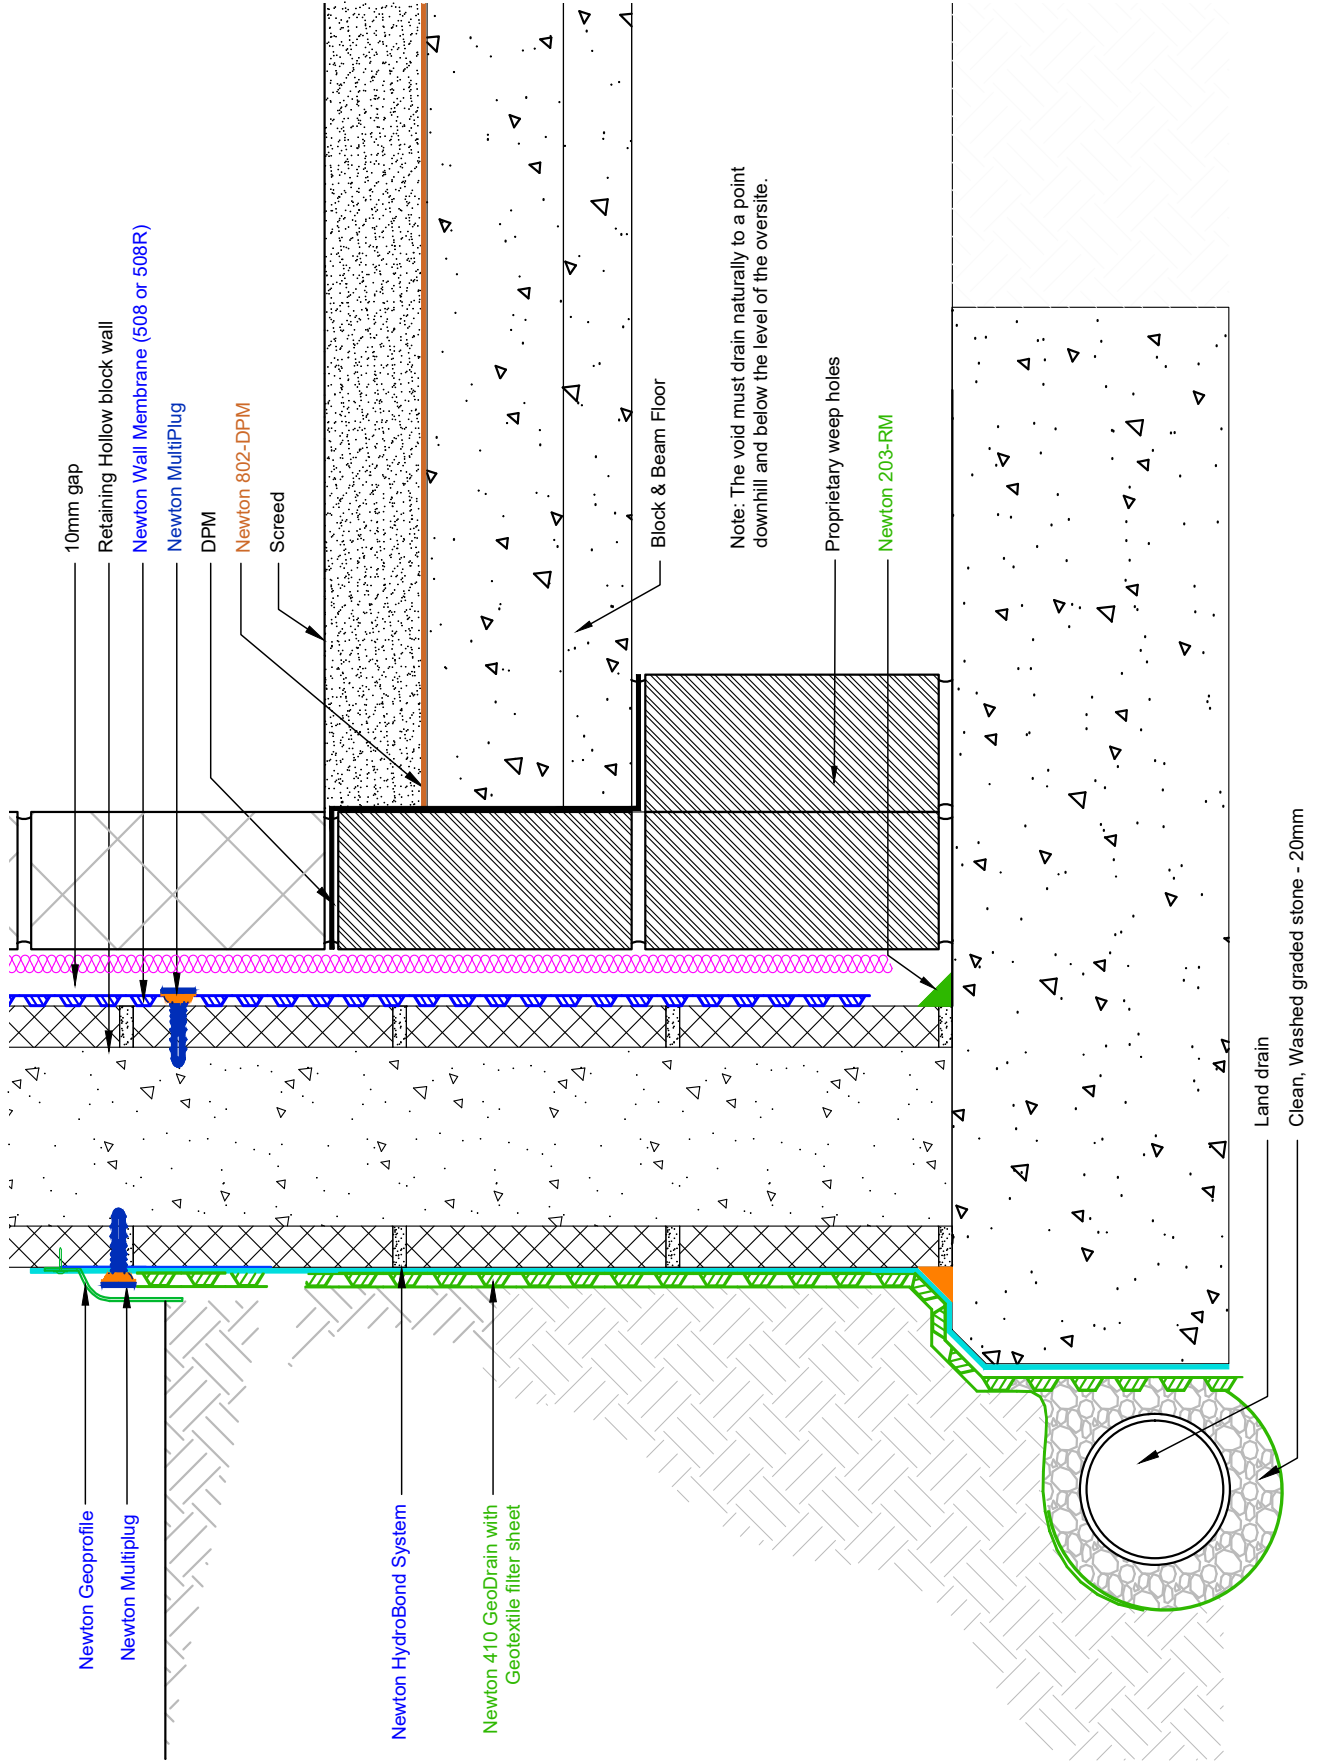 10mm gap
Retaining Hollow block wall
Newton Wall Membrane (508 or 508R)
Newton MultiPlug
DPM
Newton 802-DPM
Screed
Block & Beam Floor
Note: The void must drain naturally to a point
downhill and below the level of the oversite.
Proprietary weep holes
Newton 203-RM
Newton Geoprofile
Newton Multiplug
Newton HydroBond System
Newton 410 GeoDrain with
Geotextile filter sheet
Land drain
Clean, Washed graded stone - 20mm